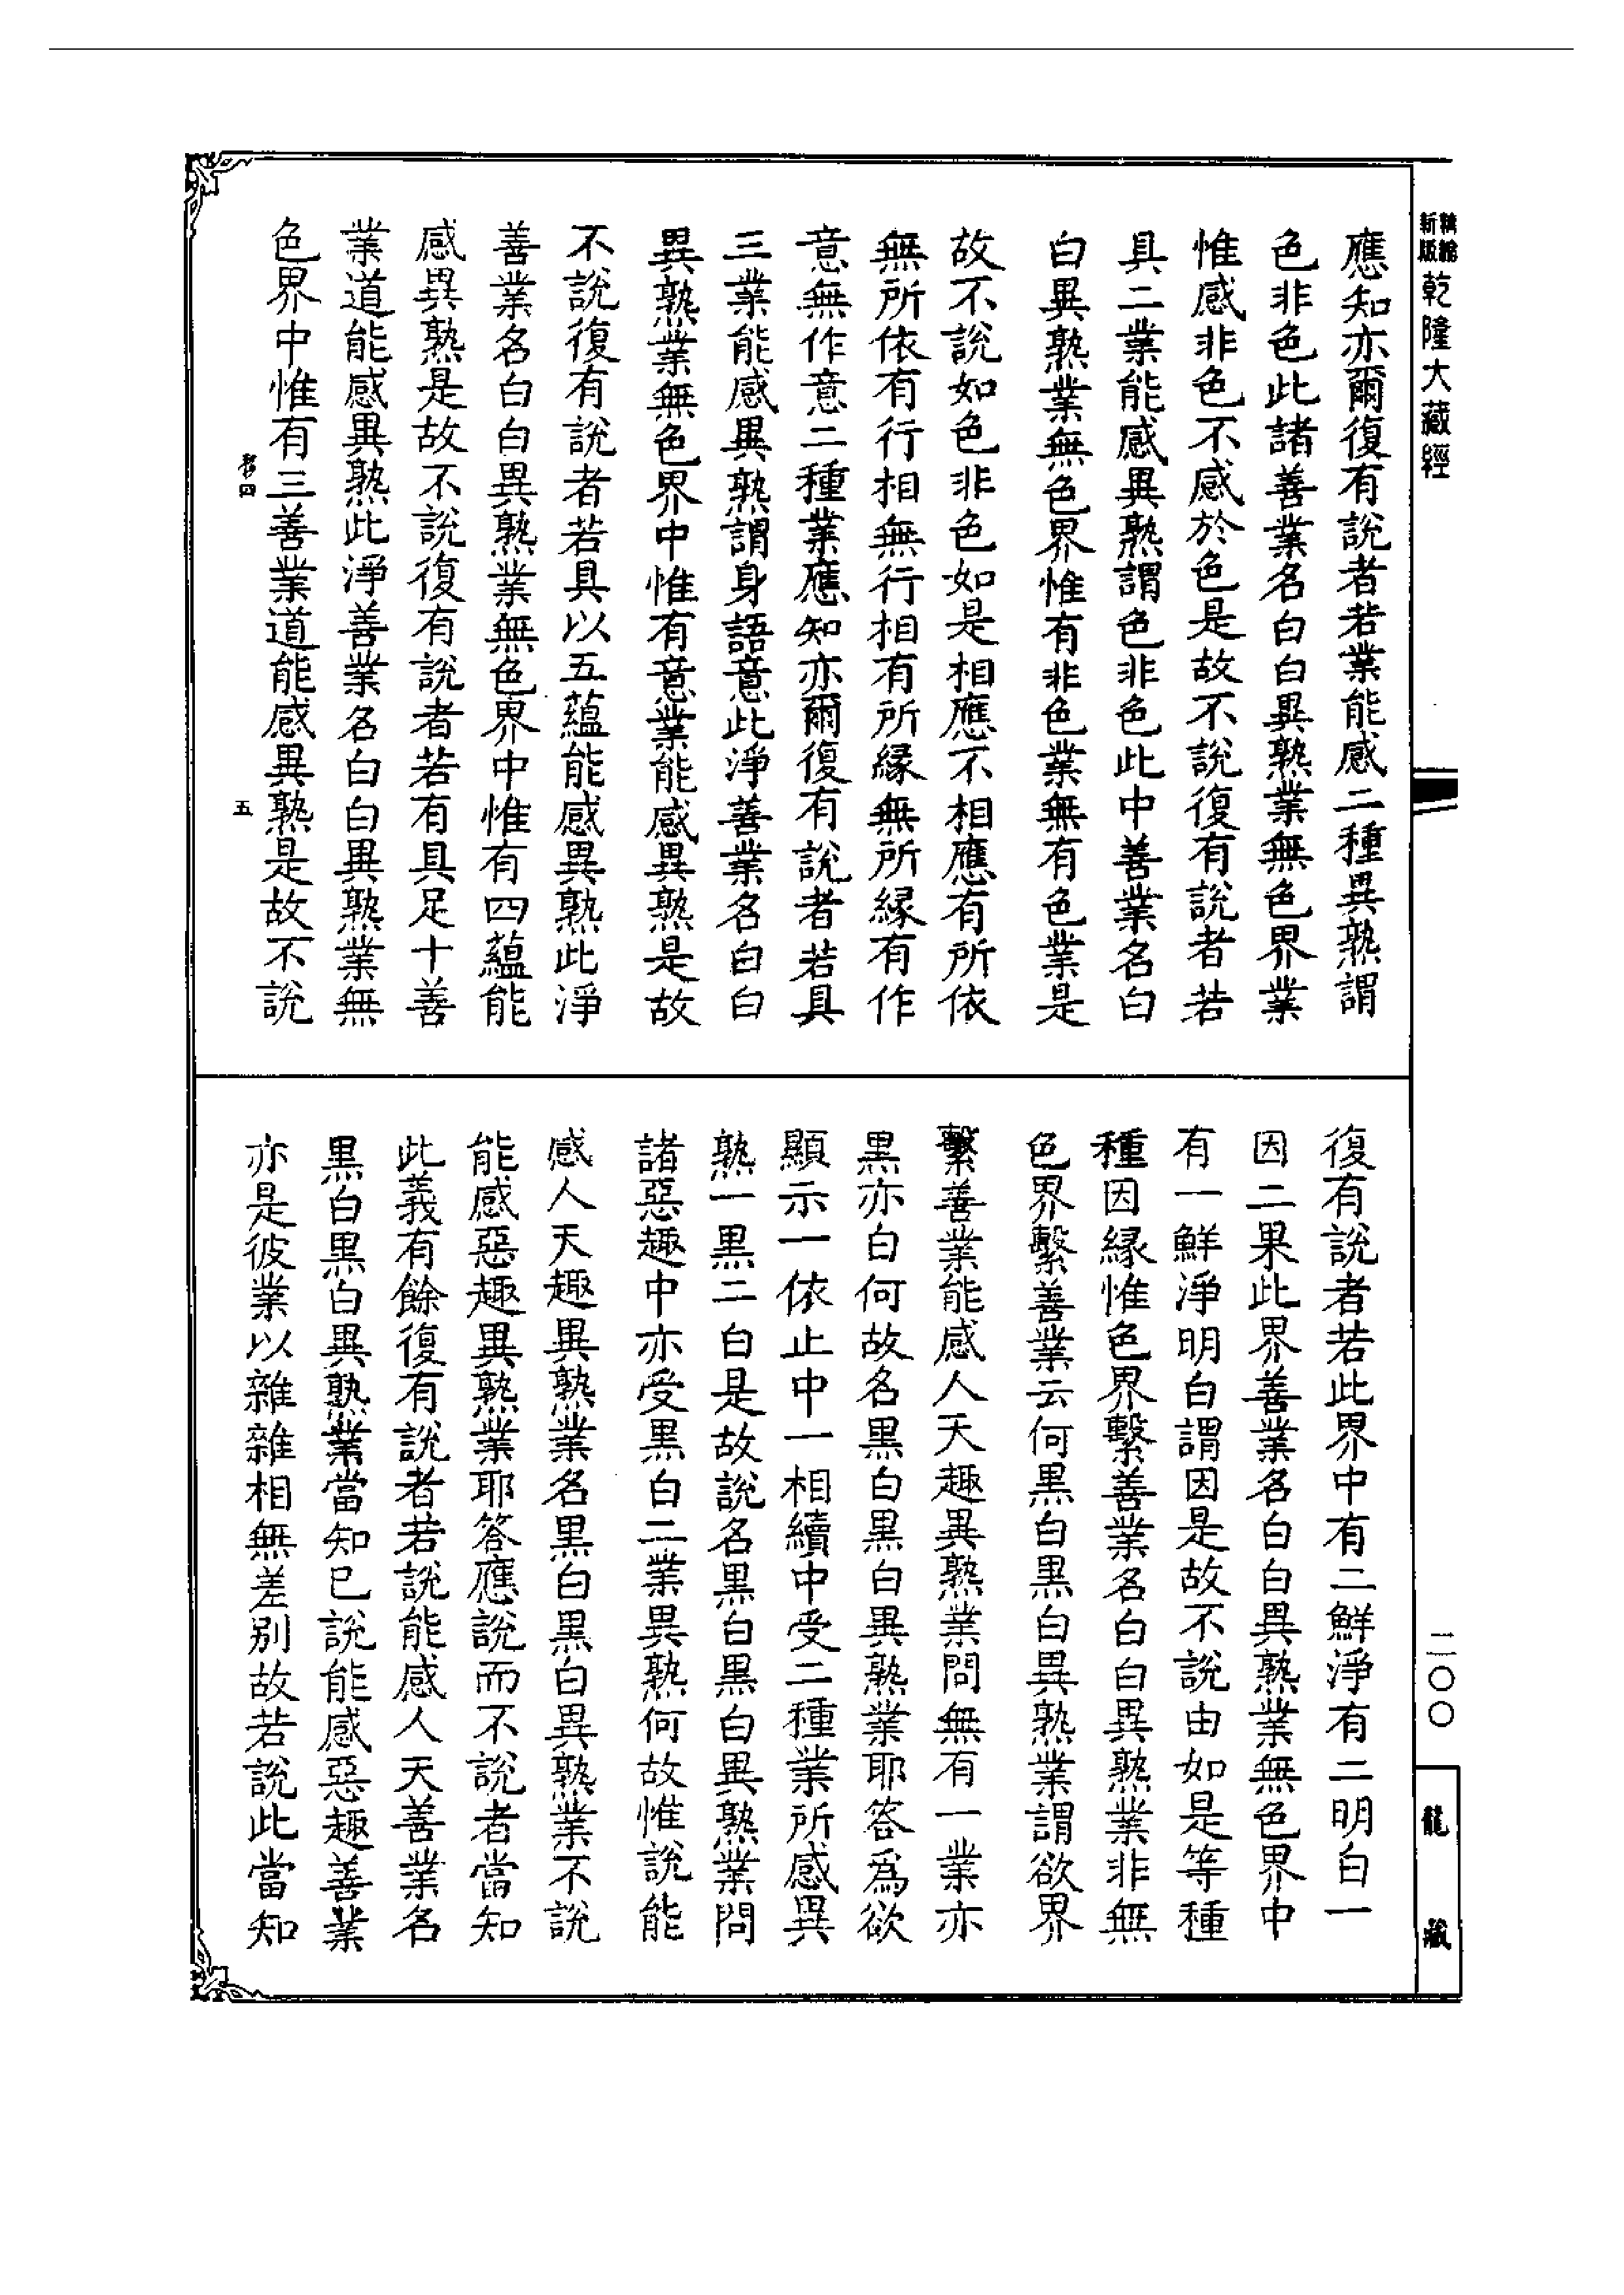 新版精縮
乾隆大藏經
應知亦爾復有說者若業能感二種異熟謂
色非色此諸善業名白白異熟業無色界業
惟感非色不感於色是故不說復有說者若
具二業能感異熟謂色非色此中善業名白
白異熟業無色界惟有非色業無有色業是
故不說如色非色如是相應不相應有所依
無所依有行相無行相有所緣無所緣有作
意無作意二種業應知亦爾復有說者若具
三業能感異熟謂身語意此淨善業名白白
異熟業無色界中惟有意業能感異熟是故
不說復有說者若具以五蘊能感異熟此淨
善業名白白異熟業無色界中惟有四蘊能
感異熟是故不說復有說者若有具足十善
業道能感異熟此淨善業名白白異熟業無
色界中惟有三善業道能感異熟是故不說
四
五
復有說者若此界中有二鮮淨有二明白一
因二果此界善業名白白異熟業無色界中
有一鮮淨明白謂因是故不說由如是等種
種因緣惟色界繫善業名白白異熟業非無
色界繫善業云何黑白黑白異熟業謂欲界
繫善業能感人天趣異熟業問無有一業亦
黑亦白何故名黑白黑白異熟業耶答爲欲
顯示一依止中一相續中受二種業所感異
熟一黑二白是故說名黑白黑白異熟業問
諸惡趣中亦受黑白二業異熟何故惟說能
感人天趣異熟業名黑白黑白異熟業不說
能感惡趣異熟業耶答應說而不說者當知
此義有餘復有說者若說能感人天善業名
黑白黑白異熟業當知已說能感惡趣善業
亦是彼業以雜雜相無差別故若說此當知
二〇〇
龍藏